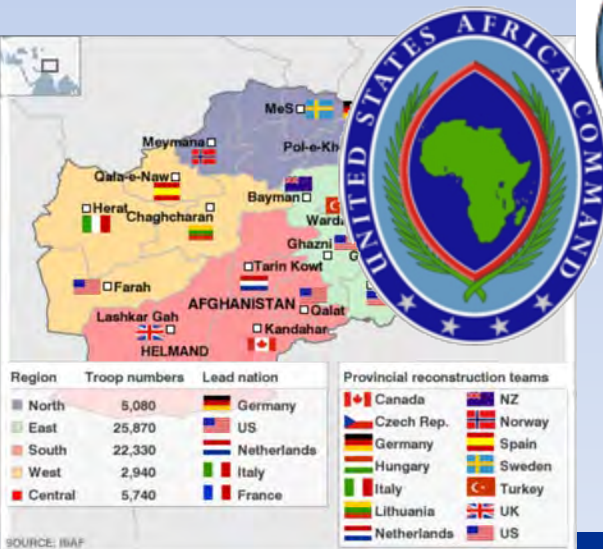 UNITED STATES AFRICA COMMAND
MeS
Meymana
Qala-e-Naw
Bayman
Herat
Chaghcharan
Ghazni
Tarin Kowt
Farah
AFGHANISTAN
Qalat
Lashkar Gah
Kandahar
HELMAND
Region Troop numbers Lead nation
North 5,080 Germany
East 25,870 US
South 22,330 Netherlands
West 2,940 Italy
Central 5,740 France
SOURCE: ISAF
Provincial reconstruction teams
Canada NZ
Czech Rep. Norway
Germany Spain
Hungary Sweden
Italy Turkey
Lithuania UK
Netherlands US